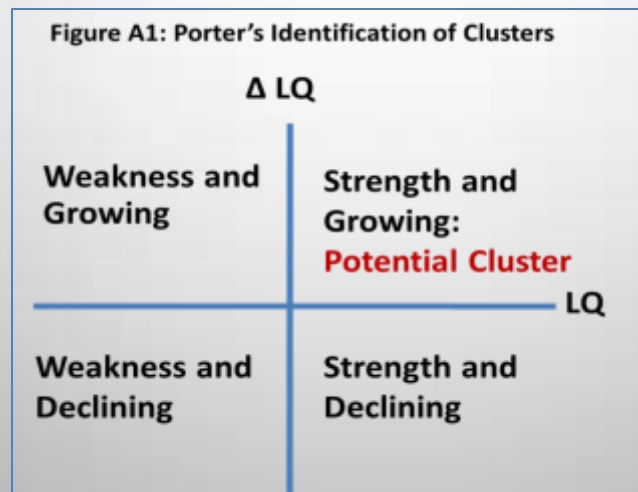 Figure A1: Porter's Identification of Clusters
Δ LQ
Weakness and
Growing
Strength and
Growing:
Potential Cluster
LQ
Weakness and
Declining
Strength and
Declining